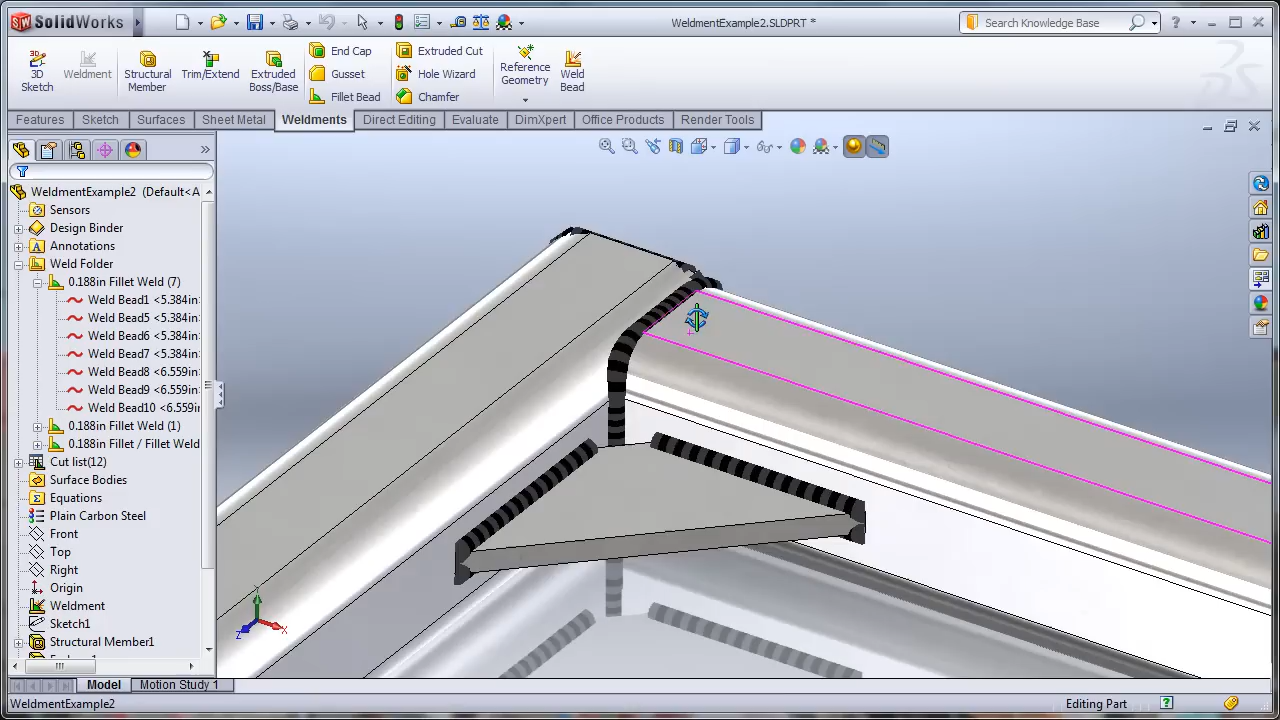 SolidWorks
WeldmentExample2.SLDPRT *
Search Knowledge Base
3D Sketch
Weldment
Structural Member
Trim/Extend
Extruded Boss/Base
End Cap
Gusset
Fillet Bead
Extruded Cut
Hole Wizard
Chamfer
Reference Geometry
Weld Bead
Features
Sketch
Surfaces
Sheet Metal
Weldments
Direct Editing
Evaluate
DimXpert
Office Products
Render Tools
WeldmentExample2 (Default<A
Sensors
Design Binder
Annotations
Weld Folder
0.188in Fillet Weld (7)
Weld Bead1 <5.384in
Weld Bead5 <5.384in
Weld Bead6 <5.384in
Weld Bead7 <5.384in
Weld Bead8 <6.559in
Weld Bead9 <6.559in
Weld Bead10 <6.559i
0.188in Fillet Weld (1)
0.188in Fillet / Fillet Weld
Cut list(12)
Surface Bodies
Equations
Plain Carbon Steel
Front
Top
Right
Origin
Weldment
Sketch1
Structural Member1
Y
Z
X
Model
Motion Study 1
WeldmentExample2
Editing Part